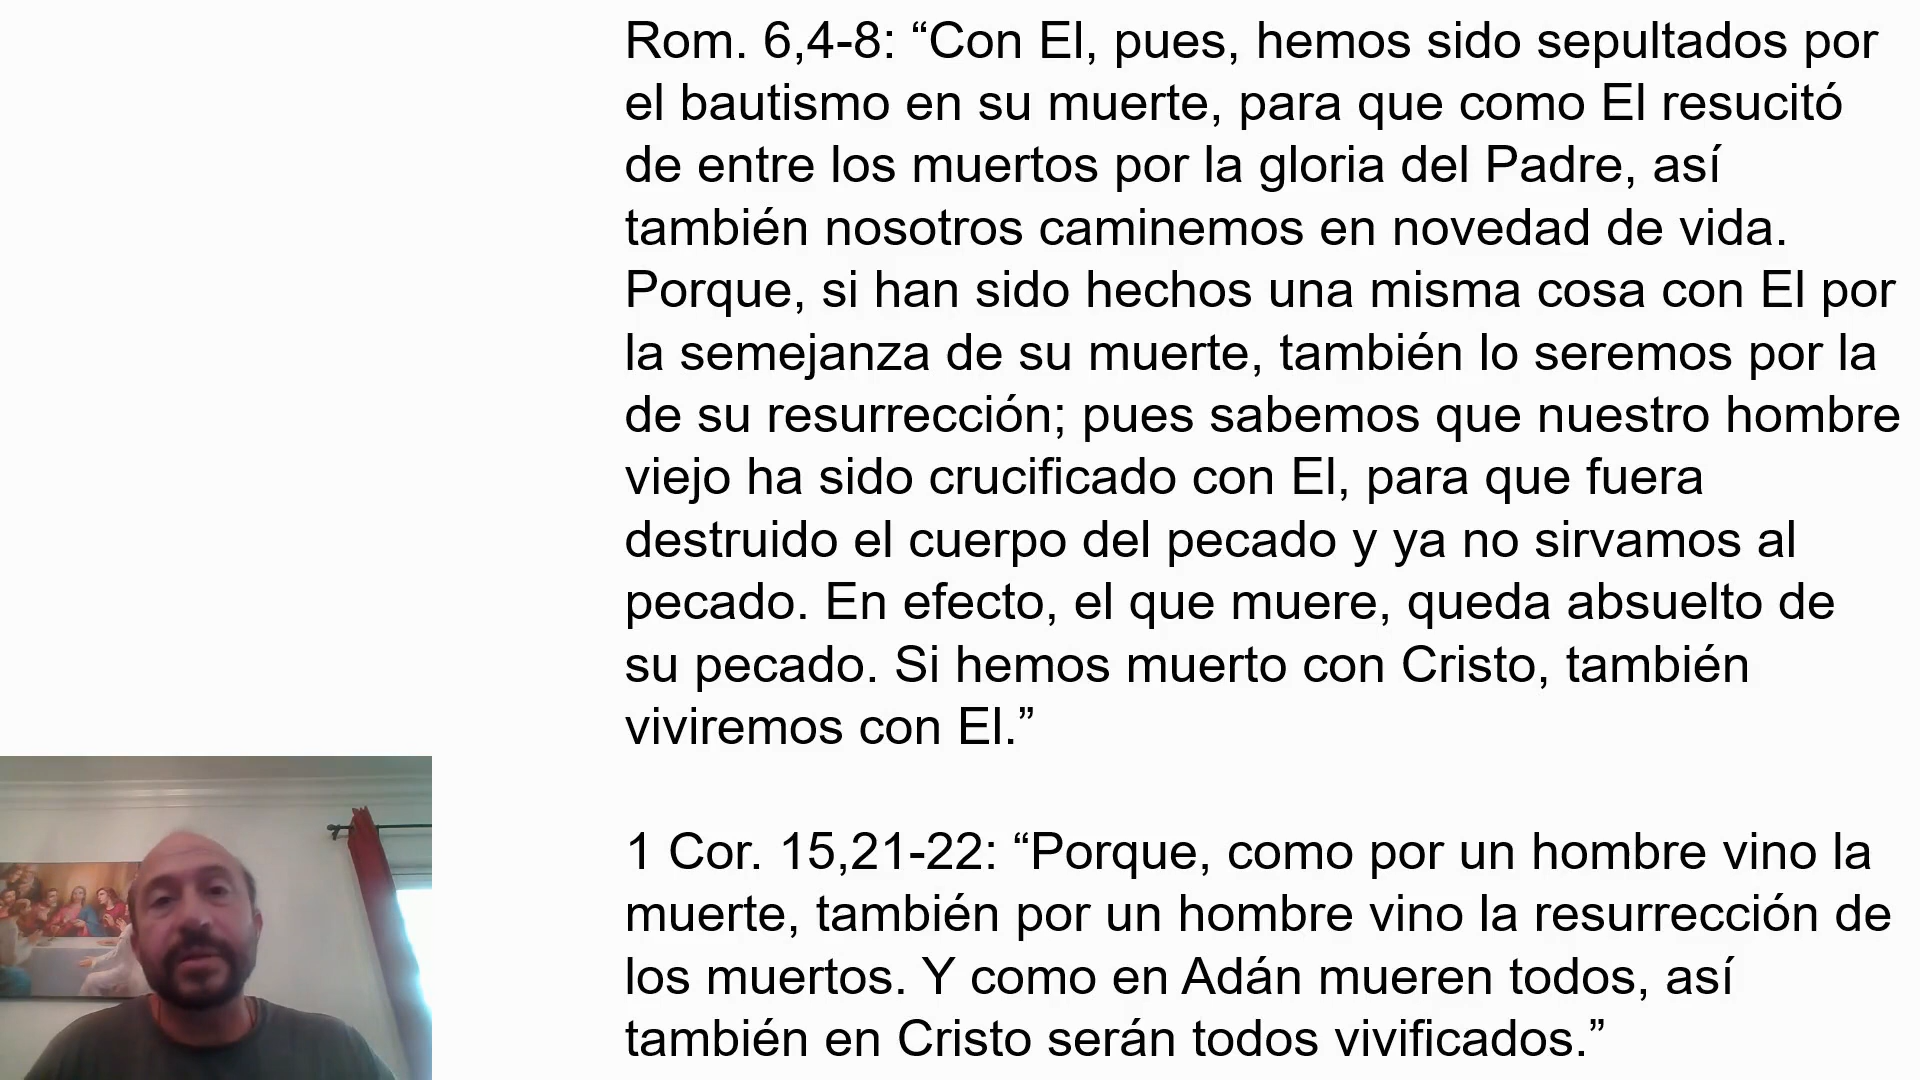 Rom. 6,4-8: “Con El, pues, hemos sido sepultados por
el bautismo en su muerte, para que como El resucitó
de entre los muertos por la gloria del Padre, así
también nosotros caminemos en novedad de vida.
Porque, si han sido hechos una misma cosa con El por
la semejanza de su muerte, también lo seremos por la
de su resurrección; pues sabemos que nuestro hombre
viejo ha sido crucificado con El, para que fuera
destruido el cuerpo del pecado y ya no sirvamos al
pecado. En efecto, el que muere, queda absuelto de
su pecado. Si hemos muerto con Cristo, también
viviremos con El.”
1 Cor. 15,21-22: “Porque, como por un hombre vino la
muerte, también por un hombre vino la resurrección de
los muertos. Y como en Adán mueren todos, así
también en Cristo serán todos vivificados.”